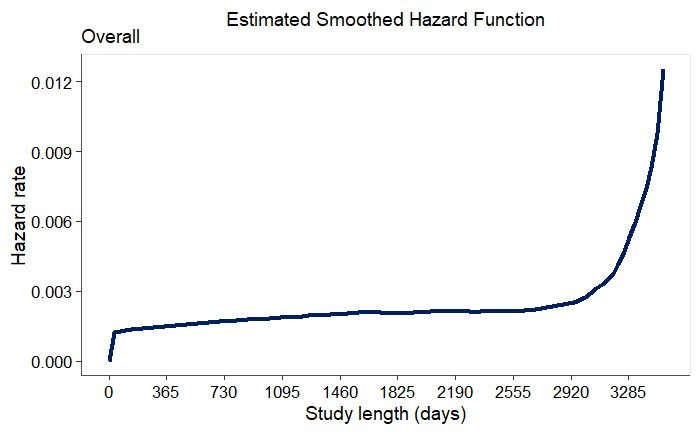 Estimated Smoothed Hazard Function
Overall
0.012
0.009
0.006
0.003
0.000
Hazard rate
0 365 730 1095 1460 1825 2190 2555 2920 3285
Study length (days)